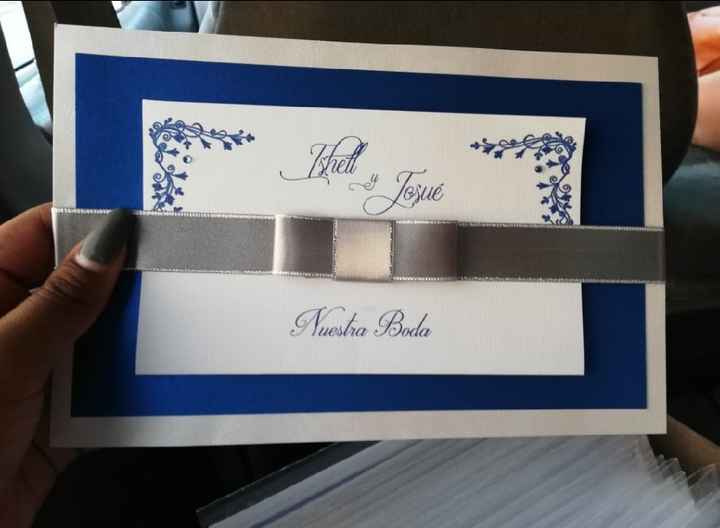 Ishell
y
Josué
Nuestra Boda